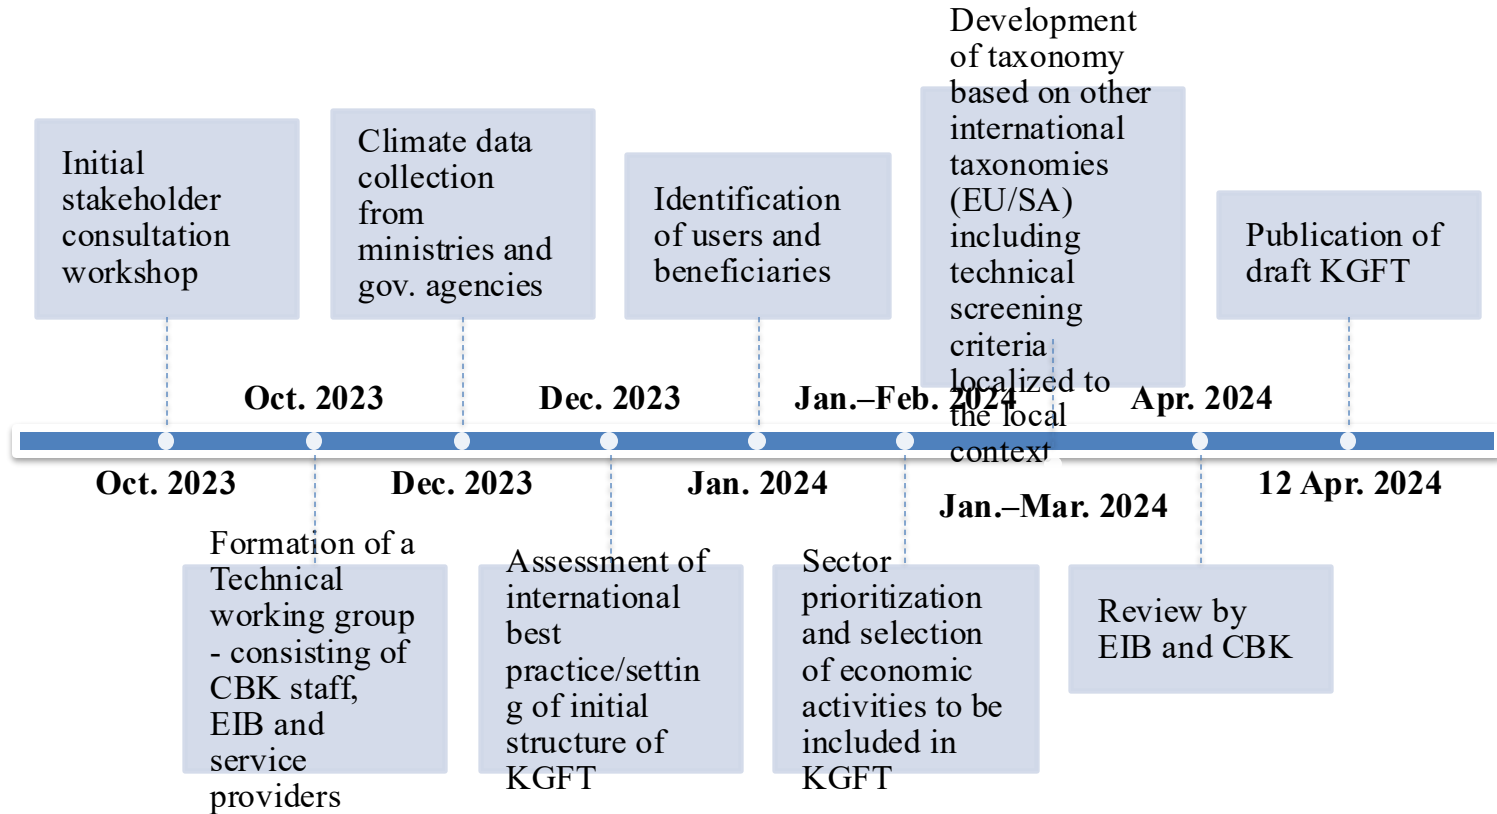 Initial
stakeholder
consultation
workshop
Oct. 2023
Formation of a
Technical
working group
- consisting of
CBK staff,
EIB and
service
providers
Oct. 2023
Climate data
collection
from
ministries and
gov. agencies
Dec. 2023
Assessment of
international
best
practice/settin
g of initial
structure of
KGFT
Dec. 2023
Identification
of users and
beneficiaries
Jan. 2024
Sector
prioritization
and selection
of economic
activities to be
included in
KGFT
Jan.–Feb. 2024
Development
of taxonomy
based on other
international
taxonomies
(EU/SA)
including
technical
screening
criteria
localized to
the local
context
Jan.–Mar. 2024
Review by
EIB and CBK
Apr. 2024
Publication of
draft KGFT
12 Apr. 2024